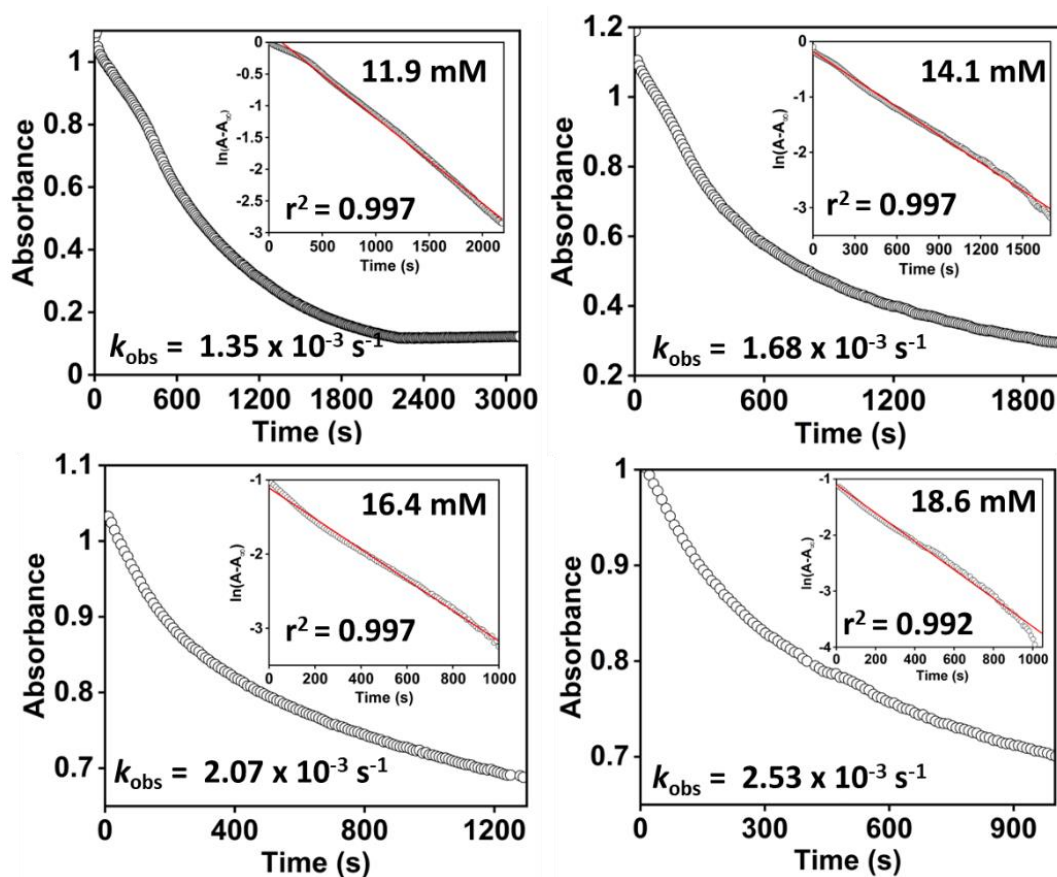 1
0.8
0.6
0.4
0.2
0
Absorbance
0 600 1200 1800 2400 3000
Time (s)
11.9 mM
r² = 0.997
k_obs = 1.35 x 10⁻³ s⁻¹
0
-0.5
-1.0
-1.5
-2.0
-2.5
-3
ln(A-A∞)
0 500 1000 1500 2000
Time (s)
1.2
1.0
0.8
0.6
0.4
0.2
Absorbance
0 600 1200 1800
Time (s)
14.1 mM
r² = 0.997
k_obs = 1.68 x 10⁻³ s⁻¹
0
-1
-2
-3
ln(A-A∞)
0 300 600 900 1200 1500
Time (s)
1.1
1
0.9
0.8
0.7
Absorbance
0 400 800 1200
Time (s)
16.4 mM
r² = 0.997
k_obs = 2.07 x 10⁻³ s⁻¹
-1
-2
-3
ln(A-A∞)
0 200 400 600 800 1000
Time (s)
1
0.9
0.8
0.7
Absorbance
0 300 600 900
Time (s)
18.6 mM
r² = 0.992
k_obs = 2.53 x 10⁻³ s⁻¹
-1
-2
-3
-4
ln(A-A∞)
0 200 400 600 800 1000
Time (s)